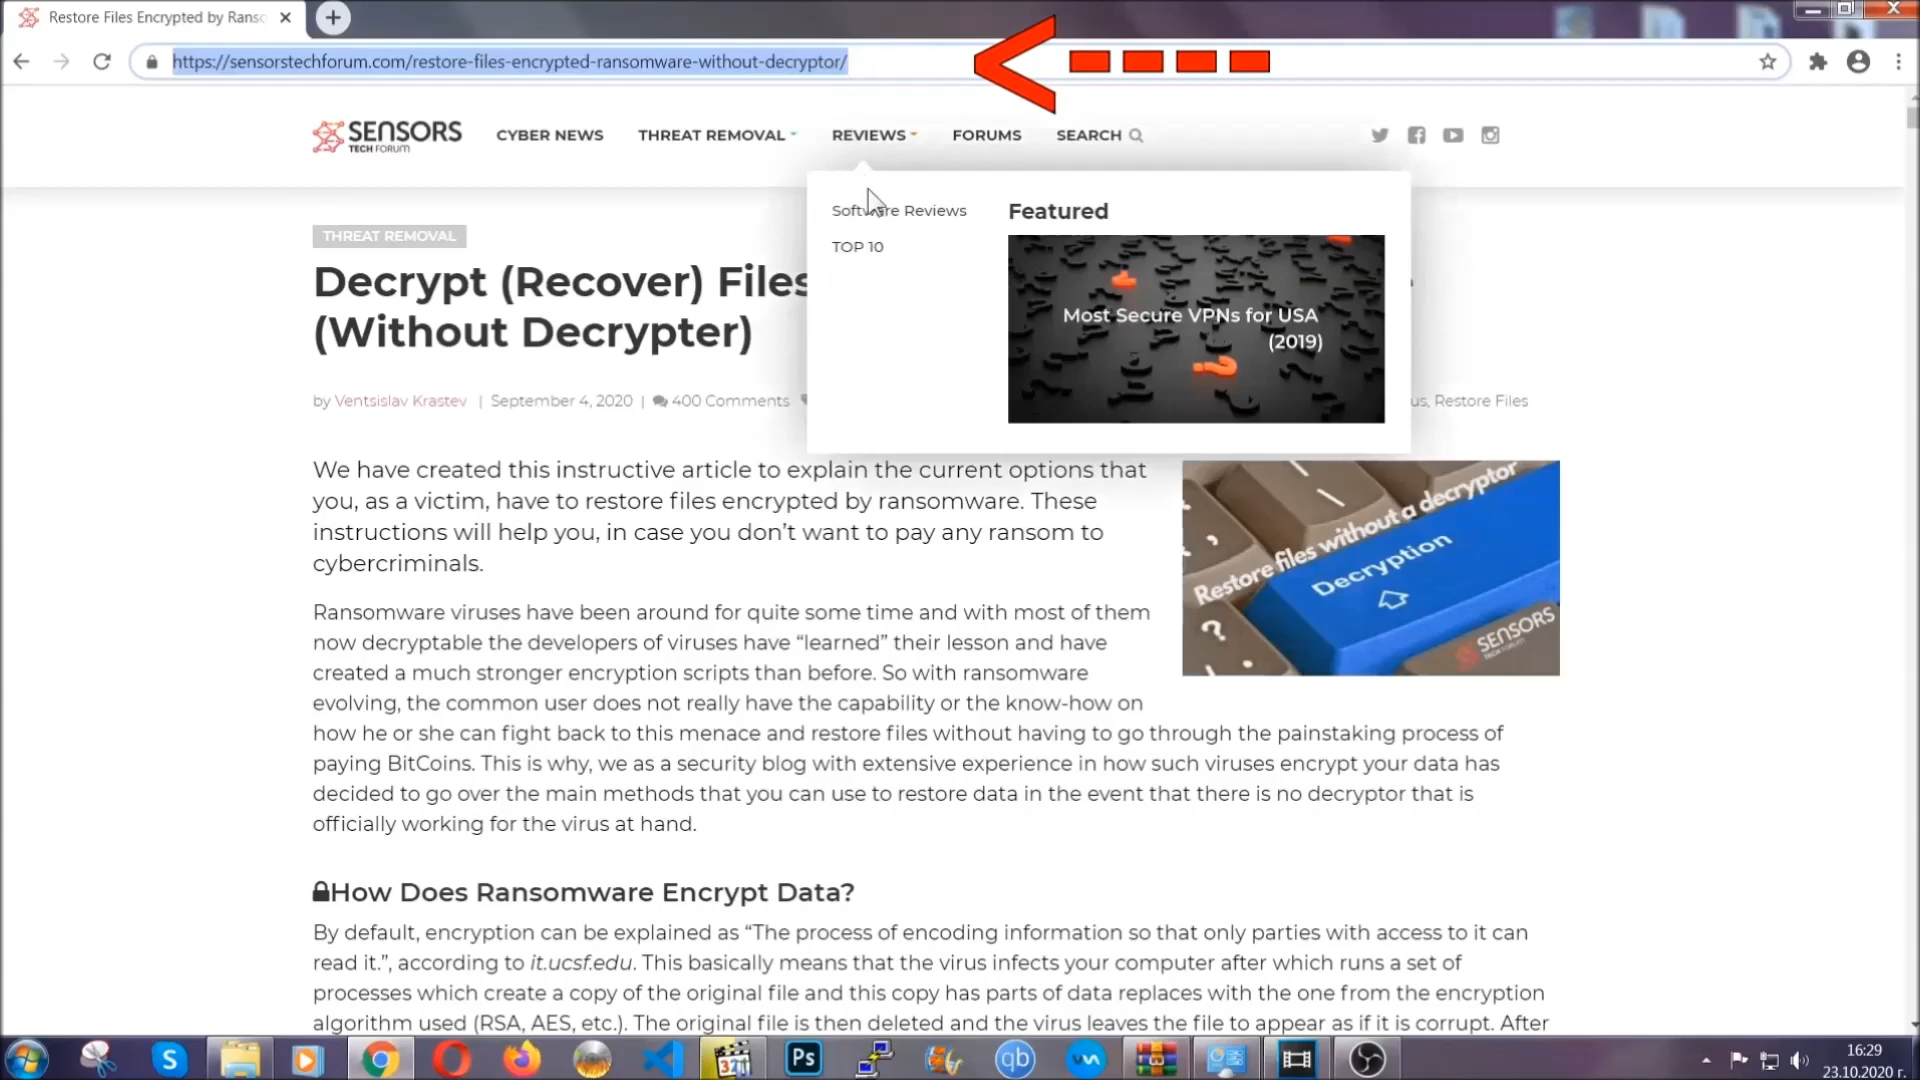 Restore Files Encrypted by Ranso
https://sensorstechforum.com/restore-files-encrypted-ransomware-without-decryptor/
SENSORS
TECH FORUM
CYBER NEWS
THREAT REMOVAL
REVIEWS
FORUMS
SEARCH
Software Reviews
TOP 10
Featured
Most Secure VPNs for USA
(2019)
THREAT REMOVAL
Decrypt (Recover) Files
(Without Decrypter)
by Ventsislav Krastev | September 4, 2020 | 400 Comments
us, Restore Files
We have created this instructive article to explain the current options that
you, as a victim, have to restore files encrypted by ransomware. These
instructions will help you, in case you don’t want to pay any ransom to
cybercriminals.
Restore files without a decryptor
Decryption
SENSORS
Ransomware viruses have been around for quite some time and with most of them
now decryptable the developers of viruses have “learned” their lesson and have
created a much stronger encryption scripts than before. So with ransomware
evolving, the common user does not really have the capability or the know-how on
how he or she can fight back to this menace and restore files without having to go through the painstaking process of
paying BitCoins. This is why, we as a security blog with extensive experience in how such viruses encrypt your data has
decided to go over the main methods that you can use to restore data in the event that there is no decryptor that is
officially working for the virus at hand.
How Does Ransomware Encrypt Data?
By default, encryption can be explained as “The process of encoding information so that only parties with access to it can
read it.”, according to it.ucsf.edu. This basically means that the virus infects your computer after which runs a set of
processes which create a copy of the original file and this copy has parts of data replaces with the one from the encryption
algorithm used (RSA, AES, etc.). The original file is then deleted and the virus leaves the file to appear as if it is corrupt. After
S
321
Ps
qb
16:29
23.10.2020 г.